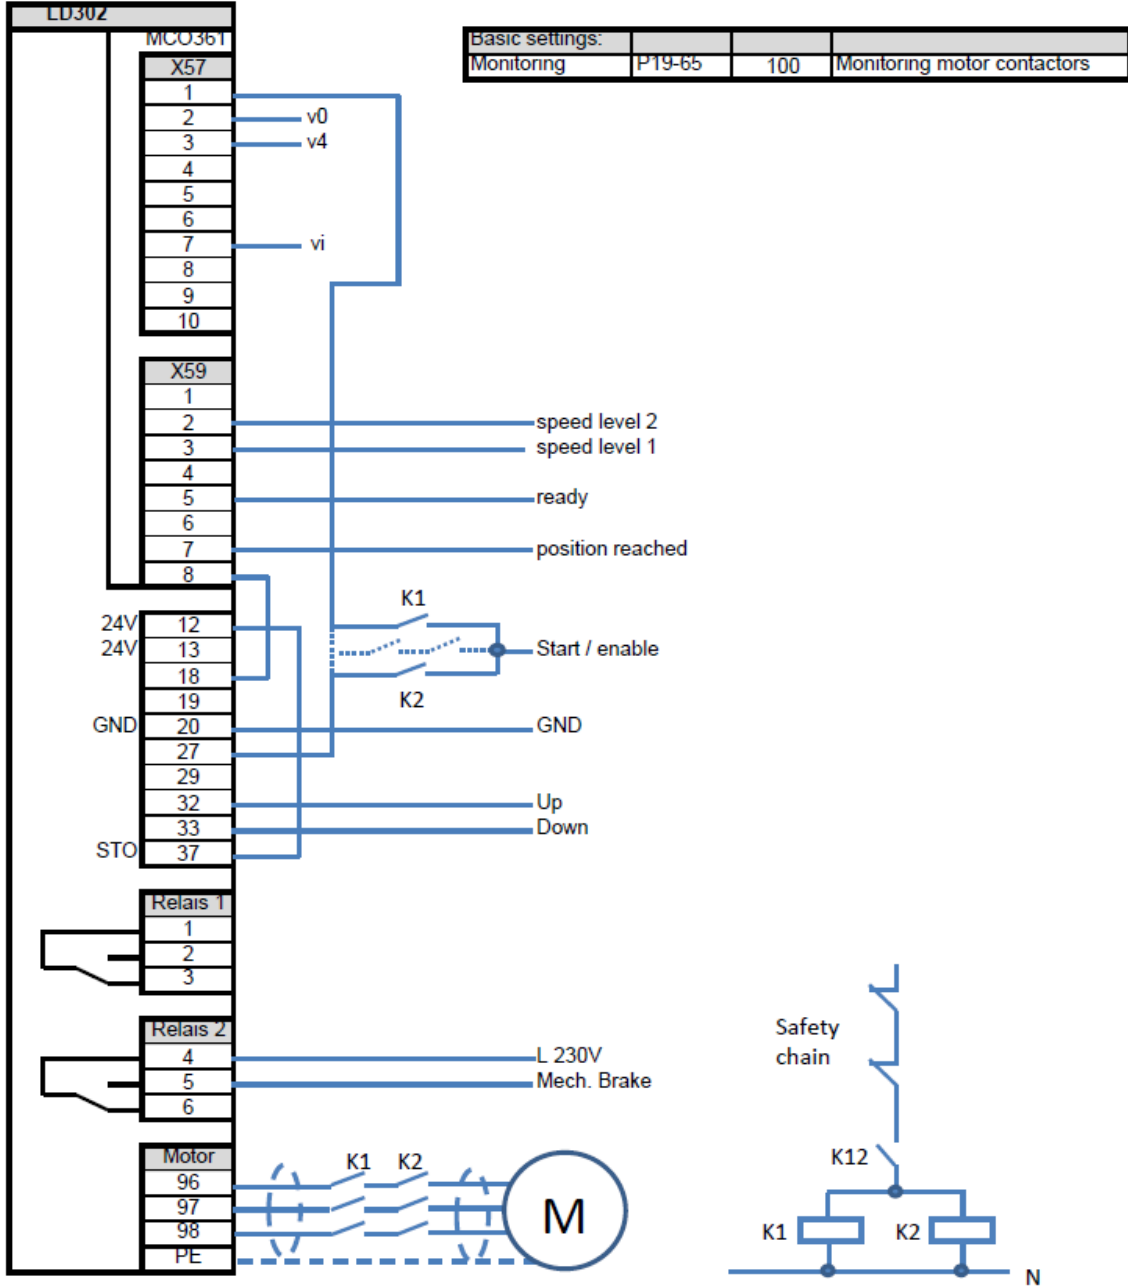 LD302
MCO361
Basic settings:
Monitoring P19-65 100 Monitoring motor contactors
X57
1
2 v0
3 v4
4
5
6
7 vi
8
9
10
X59
1
2 speed level 2
3 speed level 1
4
5 ready
6
7 position reached
8
K1
24V 12
24V 13 Start / enable
18
K2
19
GND 20 GND
27
29
32 Up
33 Down
STO 37
Relais 1
1
2
3
Relais 2
4 L 230V
5 Mech. Brake
6
Safety
chain
Motor
K1 K2
96
97
98
PE
M
K12
K1 K2
N